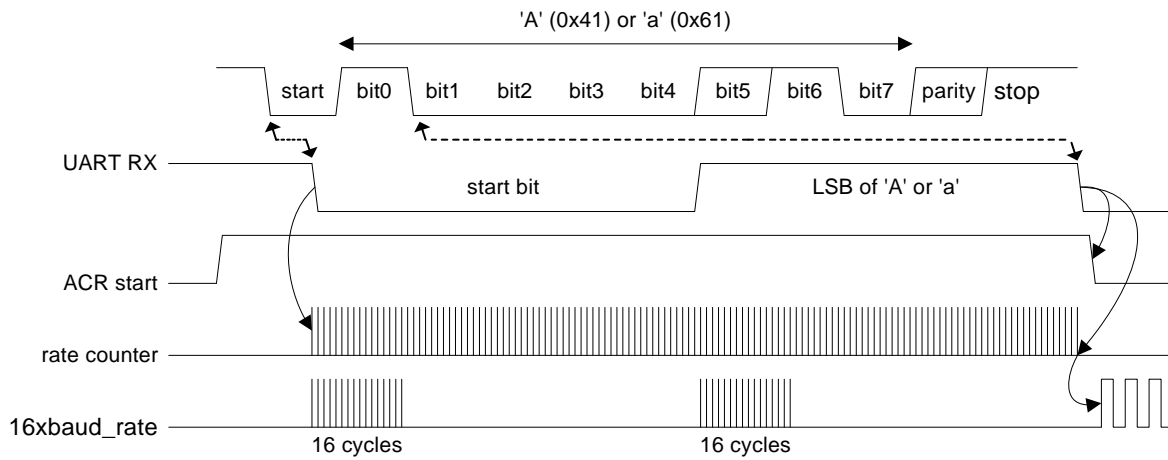 'A' (0x41) or 'a' (0x61)
start bit0 bit1 bit2 bit3 bit4 bit5 bit6 bit7 parity stop
UART RX
start bit LSB of 'A' or 'a'
ACR start
rate counter
16xbaud_rate
16 cycles 16 cycles